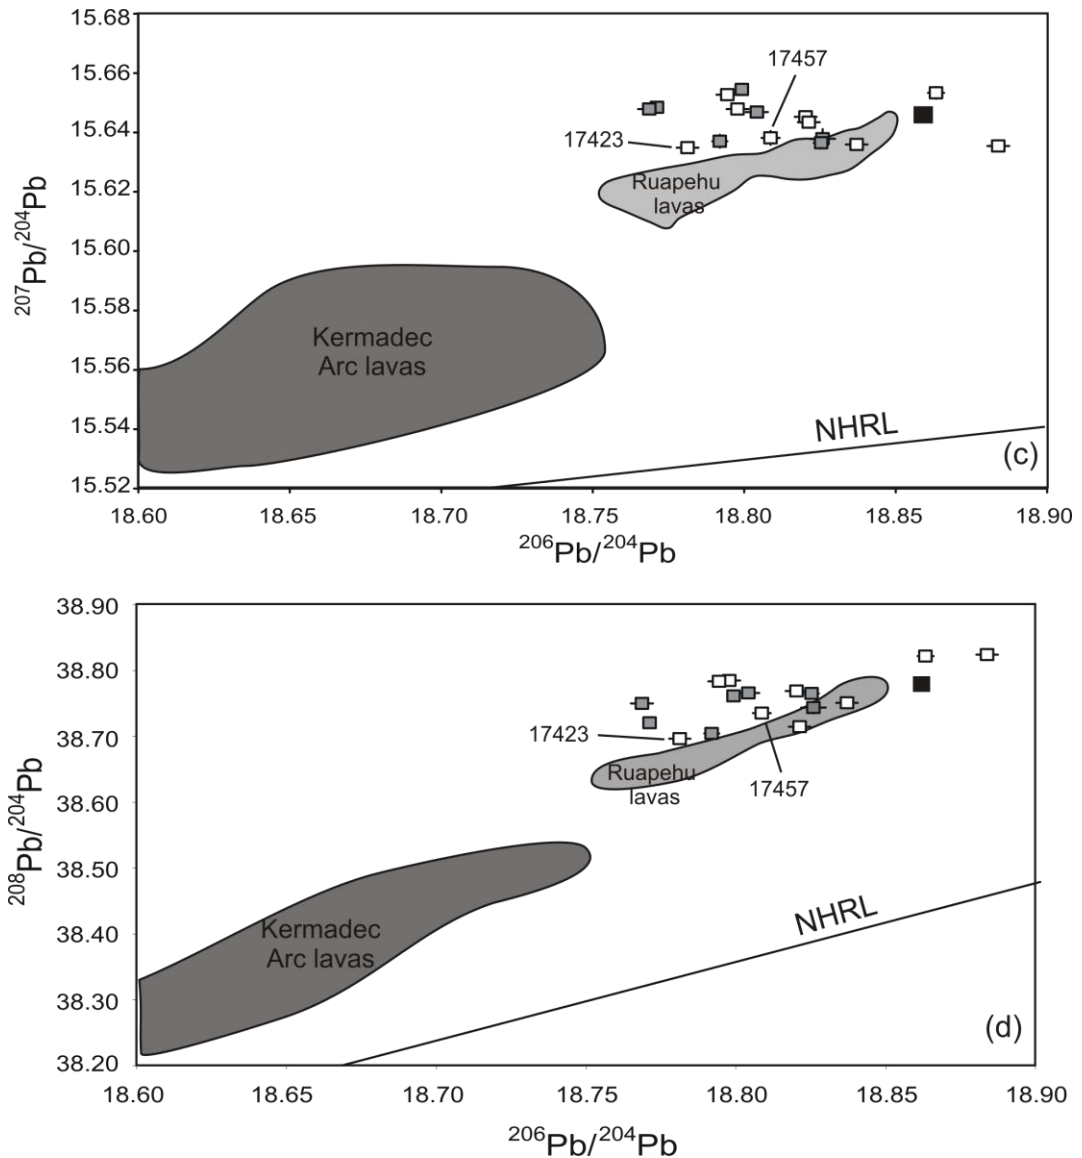 15.68
15.66
15.64
15.62
15.60
15.58
15.56
15.54
15.52
207Pb/204Pb
17457
17423
Ruapehu
lavas
Kermadec
Arc lavas
NHRL
(c)
18.60 18.65 18.70 18.75 18.80 18.85 18.90
206Pb/204Pb
38.90
38.80
38.70
38.60
38.50
38.40
38.30
38.20
208Pb/204Pb
17423
Ruapehu
lavas
17457
Kermadec
Arc lavas
NHRL
(d)
18.60 18.65 18.70 18.75 18.80 18.85 18.90
206Pb/204Pb